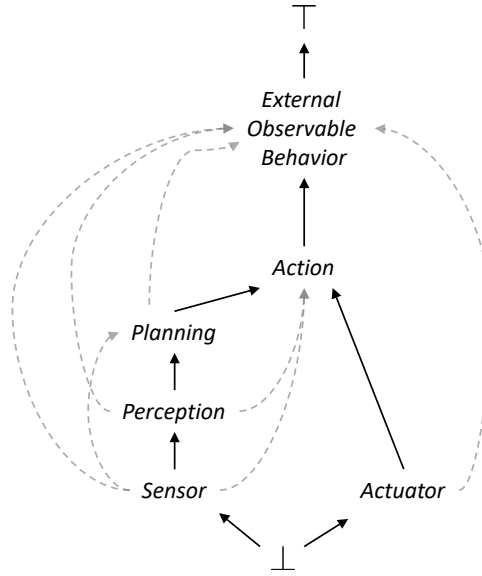 ⊤
External
Observable
Behavior
Action
Planning
Perception
Sensor
Actuator
⊥